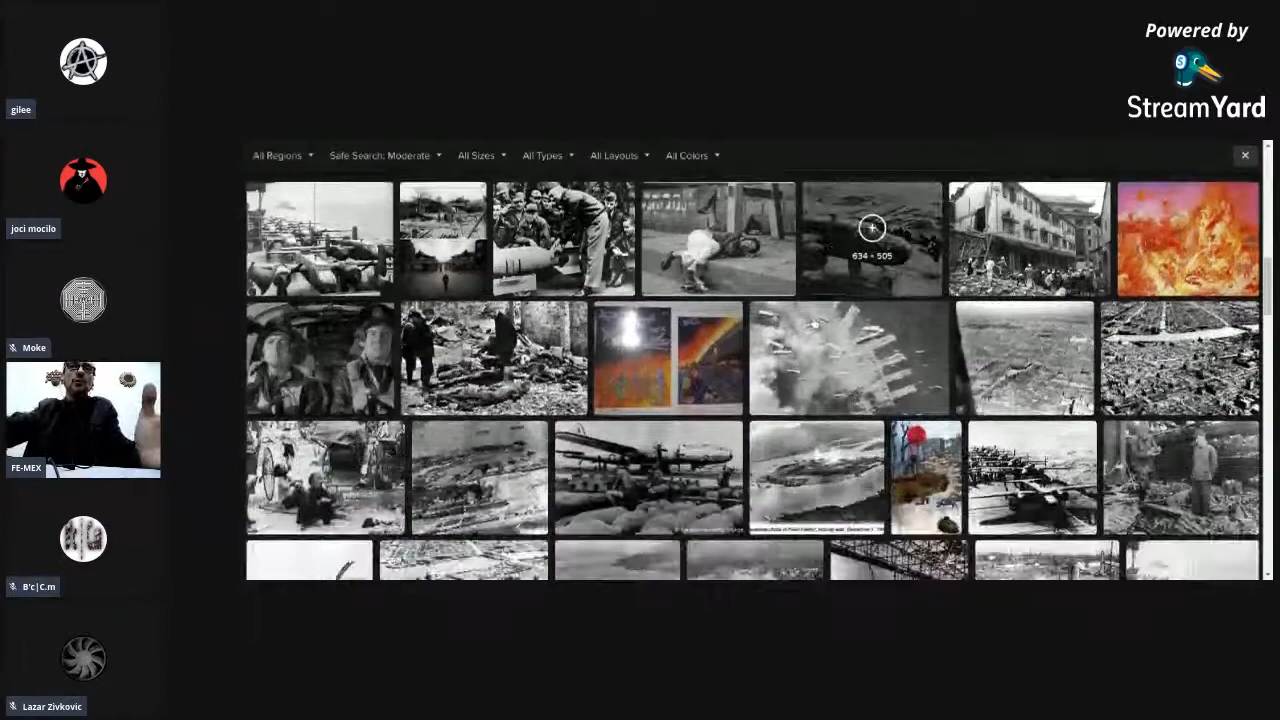 Powered by
StreamYard
gilee
joci mocilo
Moke
FE-MEX
B'c|C.m
Lazar Zivkovic
All Regions
Safe Search: Moderate
All Sizes
All Types
All Layouts
All Colors
634 × 505